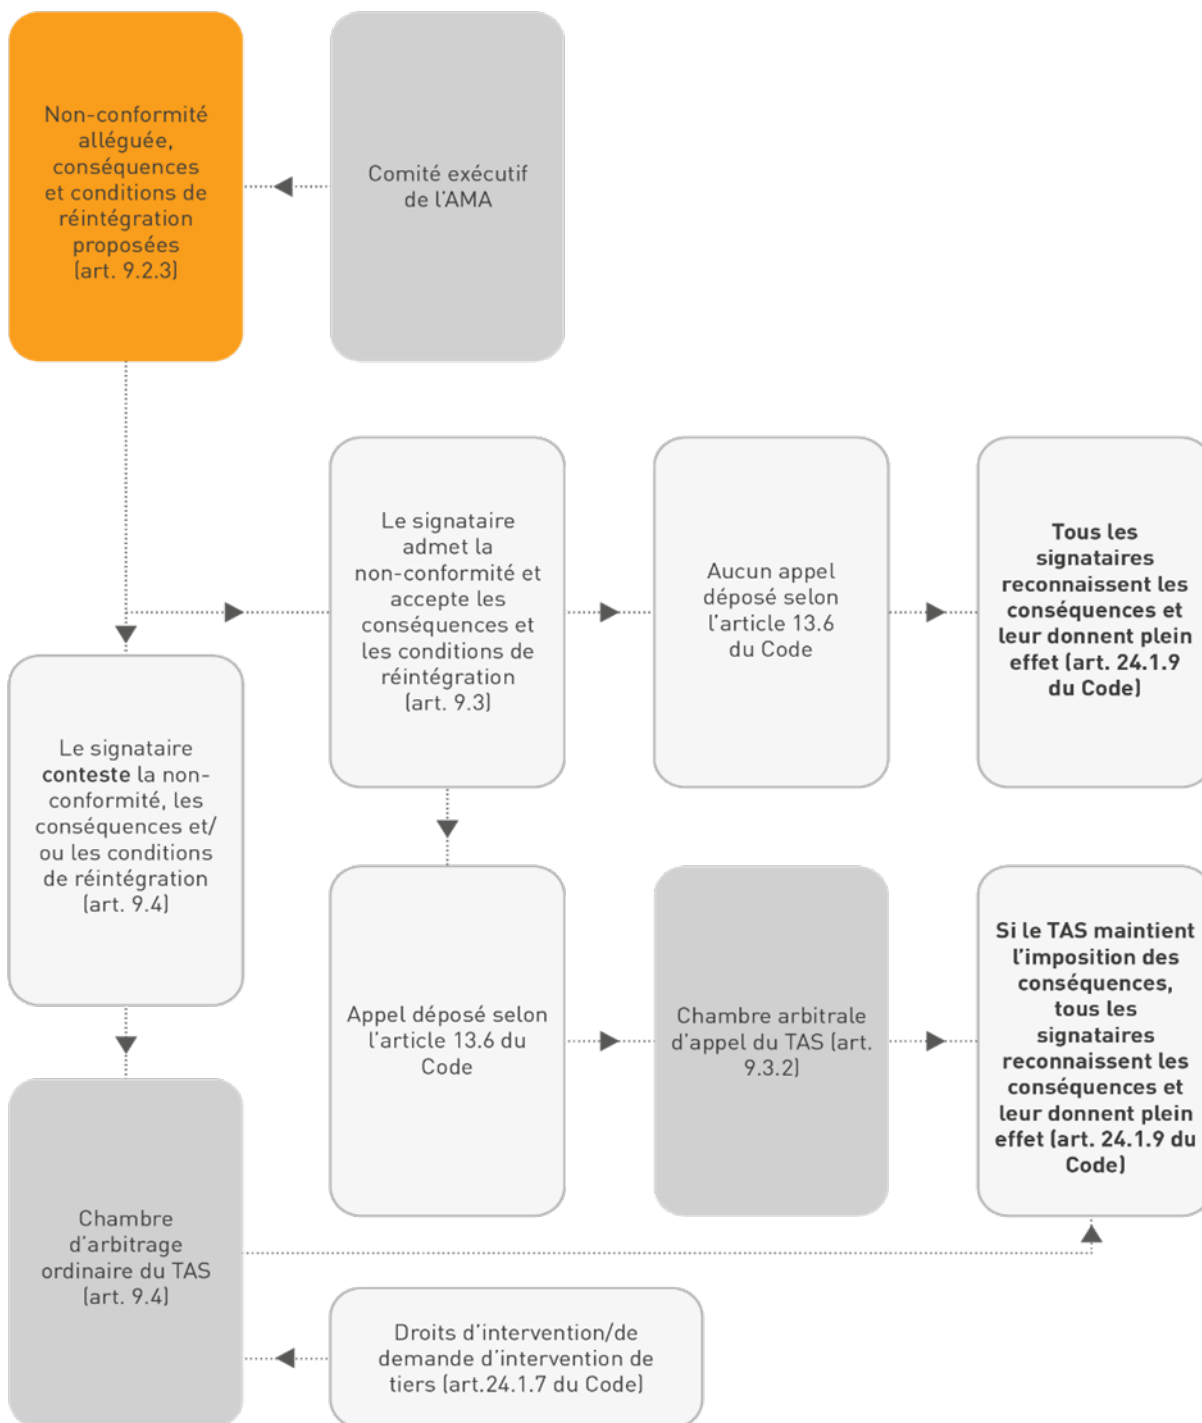 Non-conformité
alléguée,
conséquences
et conditions de
réintégration
proposées
(art. 9.2.3)
Comité exécutif
de l'AMA
Le signataire
admet la
non-conformité et
accepte les
conséquences et
les conditions de
réintégration
(art. 9.3)
Aucun appel
déposé selon
l'article 13.6
du Code
Tous les
signataires
reconnaissent les
conséquences et
leur donnent plein
effet (art. 24.1.9
du Code)
Le signataire
conteste la non-
conformité, les
conséquences et/
ou les conditions
de réintégration
(art. 9.4)
Appel déposé selon
l'article 13.6 du
Code
Chambre arbitrale
d'appel du TAS (art.
9.3.2)
Si le TAS maintient
l'imposition des
conséquences,
tous les
signataires
reconnaissent les
conséquences et
leur donnent plein
effet (art. 24.1.9 du
Code)
Chambre
d'arbitrage
ordinaire du TAS
(art. 9.4)
Droits d'intervention/de
demande d'intervention de
tiers (art.24.1.7 du Code)